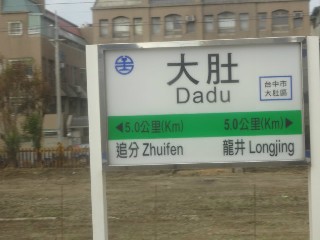 大肚
Dadu
台中市
大肚區
◀5.0公里(Km) 5.0公里(Km)▶
追分 Zhuifen 龍井 Longjing